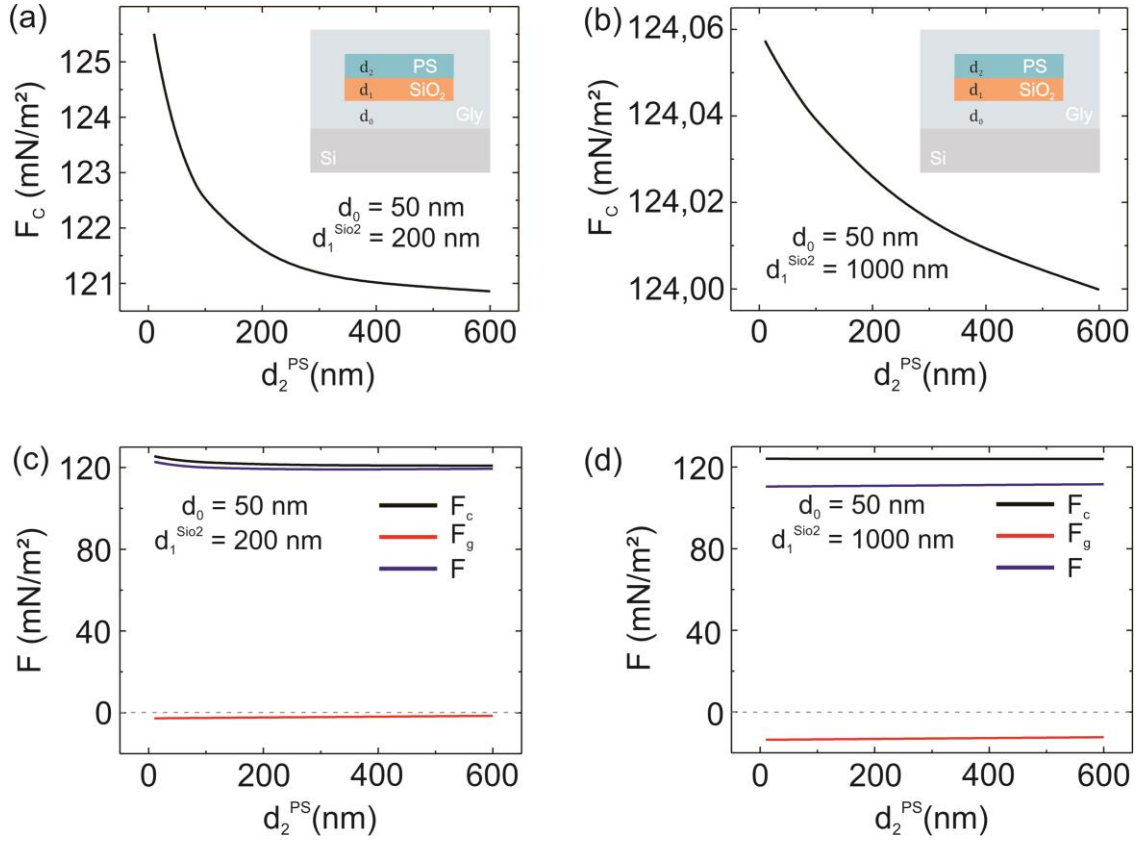 (a)
F_C (mN/m²)
125
124
123
122
121
d₂ PS
d₁ SiO₂
d₀ Gly
Si
d₀ = 50 nm
d₁^Sio2 = 200 nm
0 200 400 600
d₂^PS(nm)
(b)
F_C (mN/m²)
124,06
124,04
124,02
124,00
d₂ PS
d₁ SiO₂
d₀ Gly
Si
d₀ = 50 nm
d₁^Sio2 = 1000 nm
0 200 400 600
d₂^PS(nm)
(c)
F (mN/m²)
120
80
40
0
d₀ = 50 nm
d₁^Sio2 = 200 nm
F_c
F_g
F
0 200 400 600
d₂^PS(nm)
(d)
F (mN/m²)
120
80
40
0
d₀ = 50 nm
d₁^Sio2 = 1000 nm
F_c
F_g
F
0 200 400 600
d₂^PS(nm)